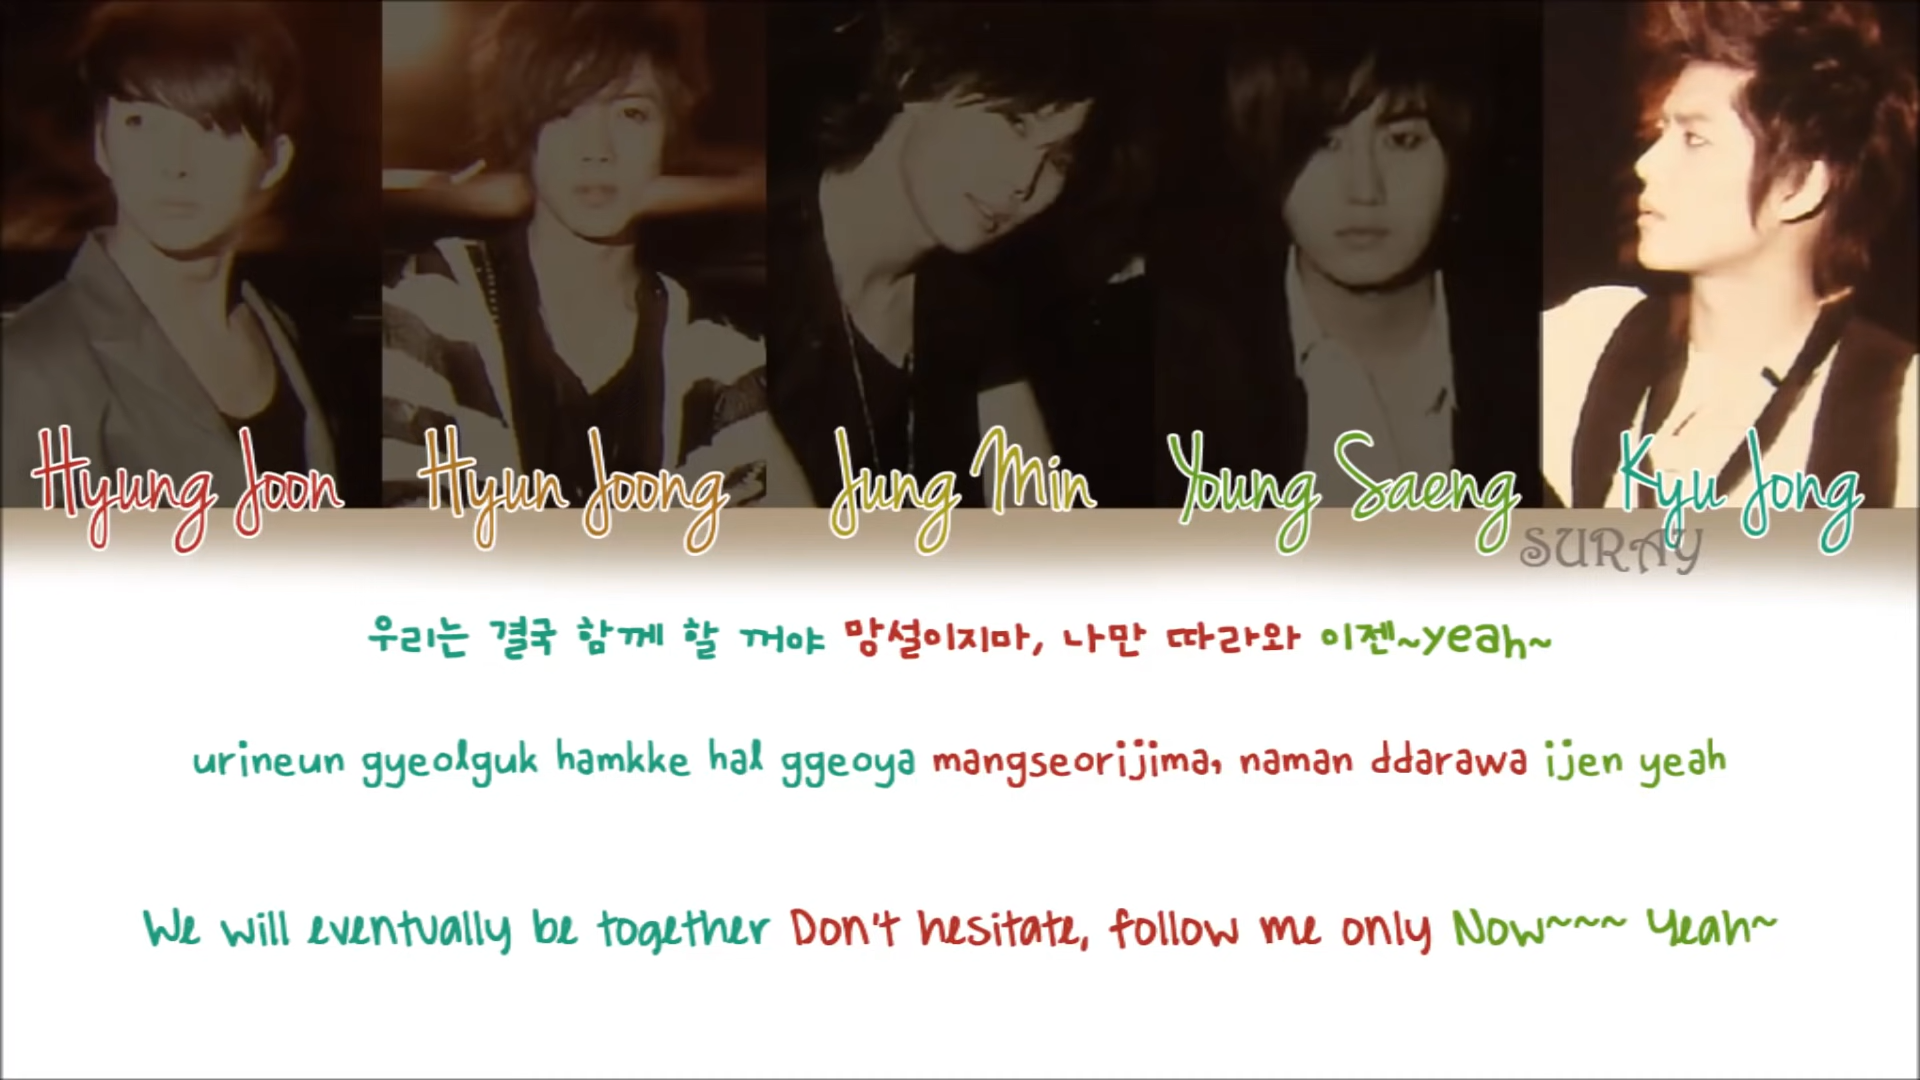 Hyung Joon Hyun Joong Jung Min Young Saeng Kyu Jong
SURAY
우리는 결국 함께 할 꺼야 망설이지마, 나만 따라와 이젠~yeah~
urineun gyeolguk hamkke hal ggeoya mangseorijima, naman ddarawa ijen yeah
We will eventually be together Don't hesitate, follow me only Now~~~ Yeah~